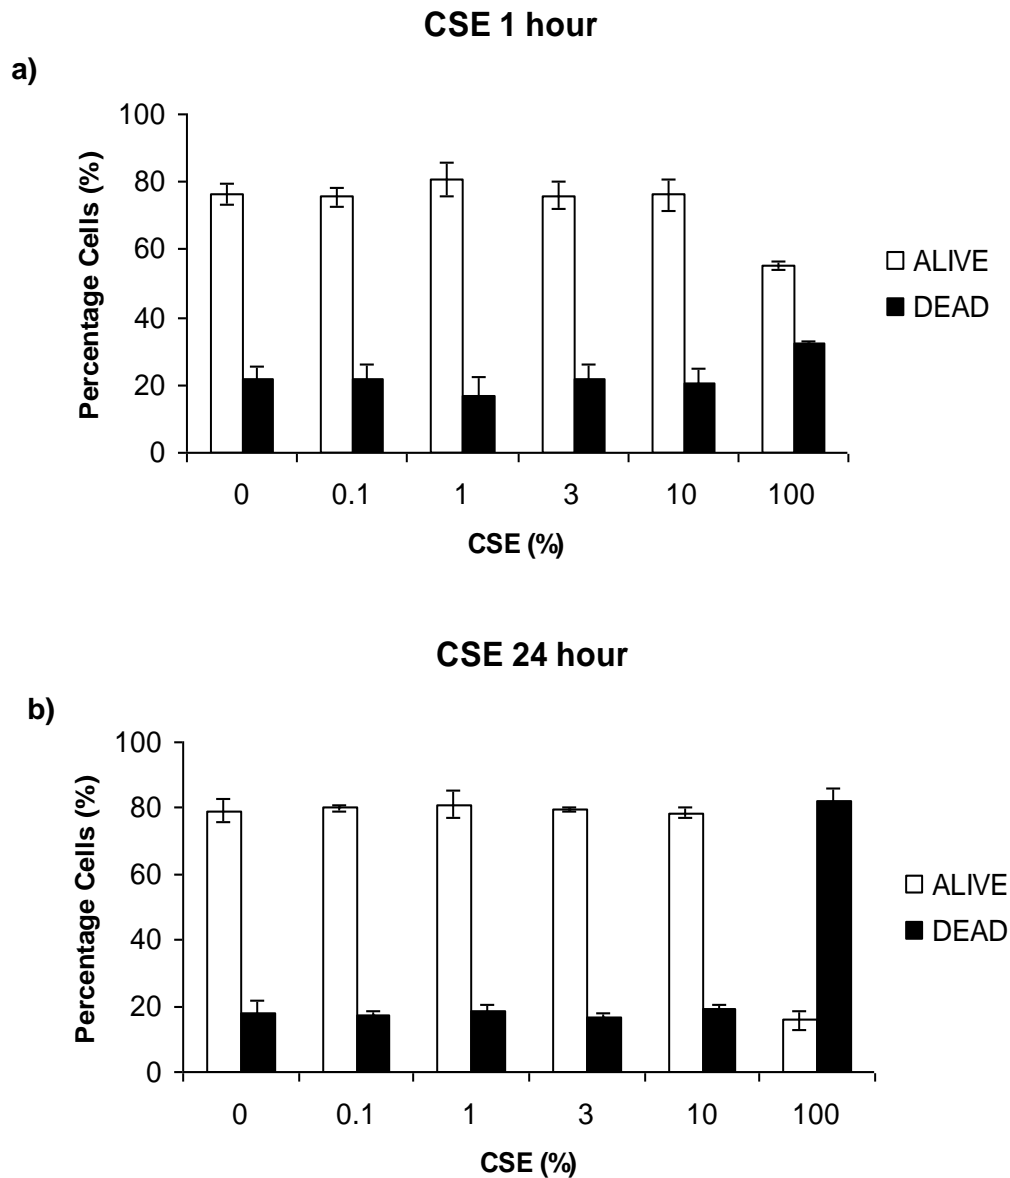 CSE 1 hour
a)
Percentage Cells (%)
100
80
60
40
20
0
0 0.1 1 3 10 100
CSE (%)
ALIVE
DEAD
CSE 24 hour
b)
Percentage Cells (%)
100
80
60
40
20
0
0 0.1 1 3 10 100
CSE (%)
ALIVE
DEAD